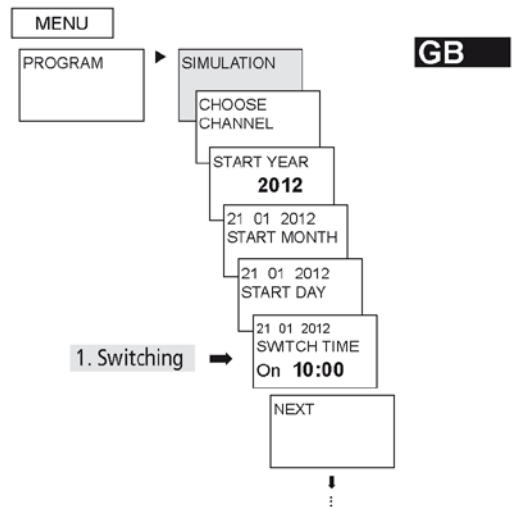 MENU
GB
PROGRAM
SIMULATION
CHOOSE
CHANNEL
START YEAR
2012
21 01 2012
START MONTH
21 01 2012
START DAY
21 01 2012
SWITCH TIME
1. Switching
On 10:00
NEXT